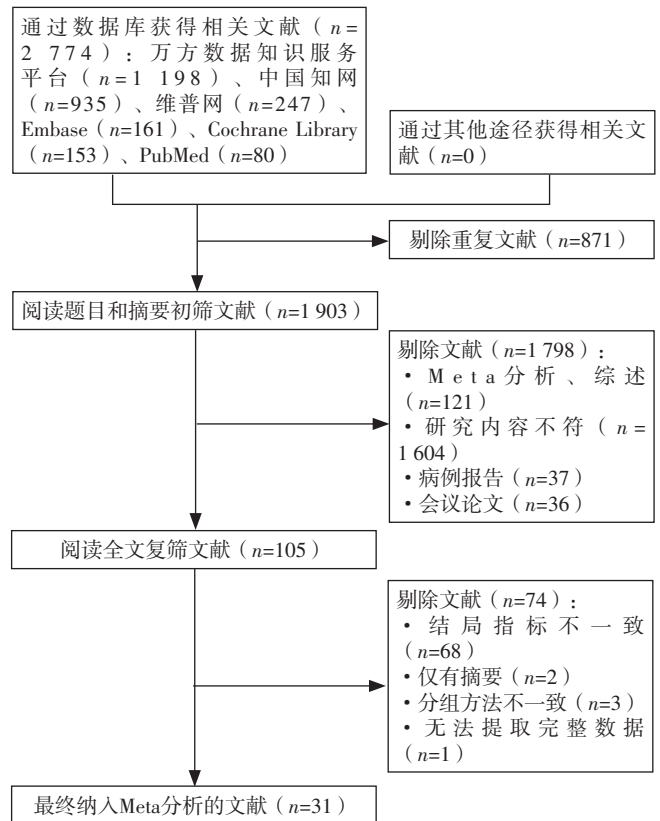 通过数据库获得相关文献（n=
2 774）：万方数据知识服务
平台（n=1 198）、中国知网
（n=935）、维普网（n=247）、
Embase（n=161）、Cochrane Library
（n=153）、PubMed（n=80）
通过其他途径获得相关文
献（n=0）
剔除重复文献（n=871）
阅读题目和摘要初筛文献（n=1 903）
剔除文献（n=1 798）：
· Meta分析、综述
（n=121）
· 研究内容不符（n=
1 604）
· 病例报告（n=37）
· 会议论文（n=36）
阅读全文复筛文献（n=105）
剔除文献（n=74）：
· 结局指标不一致
（n=68）
· 仅有摘要（n=2）
· 分组方法不一致（n=3）
· 无法提取完整数据
（n=1）
最终纳入Meta分析的文献（n=31）